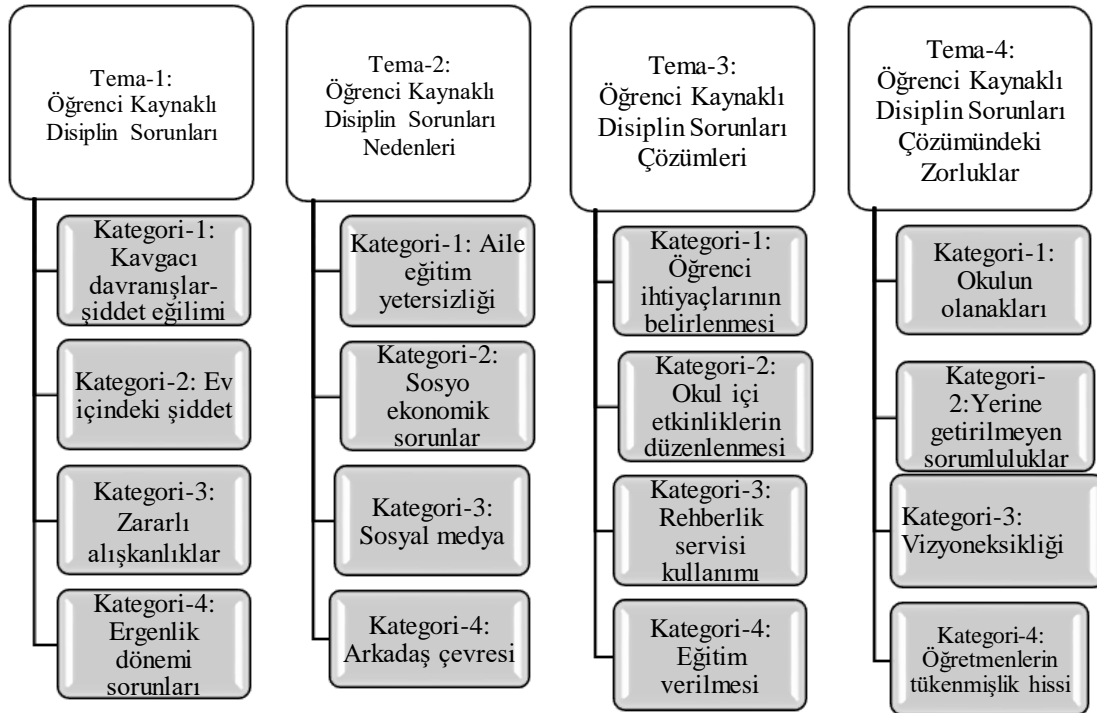 Tema-1:
Öğrenci Kaynaklı
Disiplin Sorunları
Kategori-1:
Kavgacı
davranışlar-
şiddet eğilimi
Kategori-2: Ev
içindeki şiddet
Kategori-3:
Zararlı
alışkanlıklar
Kategori-4:
Ergenlik
dönemi
sorunları
Tema-2:
Öğrenci Kaynaklı
Disiplin Sorunları
Nedenleri
Kategori-1: Aile
eğitim
yetersizliği
Kategori-2:
Sosyo
ekonomik
sorunlar
Kategori-3:
Sosyal medya
Kategori-4:
Arkadaş çevresi
Tema-3:
Öğrenci Kaynaklı
Disiplin Sorunları
Çözümleri
Kategori-1:
Öğrenci
ihtiyaçlarının
belirlenmesi
Kategori-2:
Okul içi
etkinliklerin
düzenlenmesi
Kategori-3:
Rehberlik
servisi
kullanımı
Kategori-4:
Eğitim
verilmesi
Tema-4:
Öğrenci Kaynaklı
Disiplin Sorunları
Çözümündeki
Zorluklar
Kategori-1:
Okulun
olanakları
Kategori-
2:Yerine
getirilmeyen
sorumluluklar
Kategori-3:
Vizyoneksikliği
Kategori-4:
Öğretmenlerin
tükenmişlik hissi